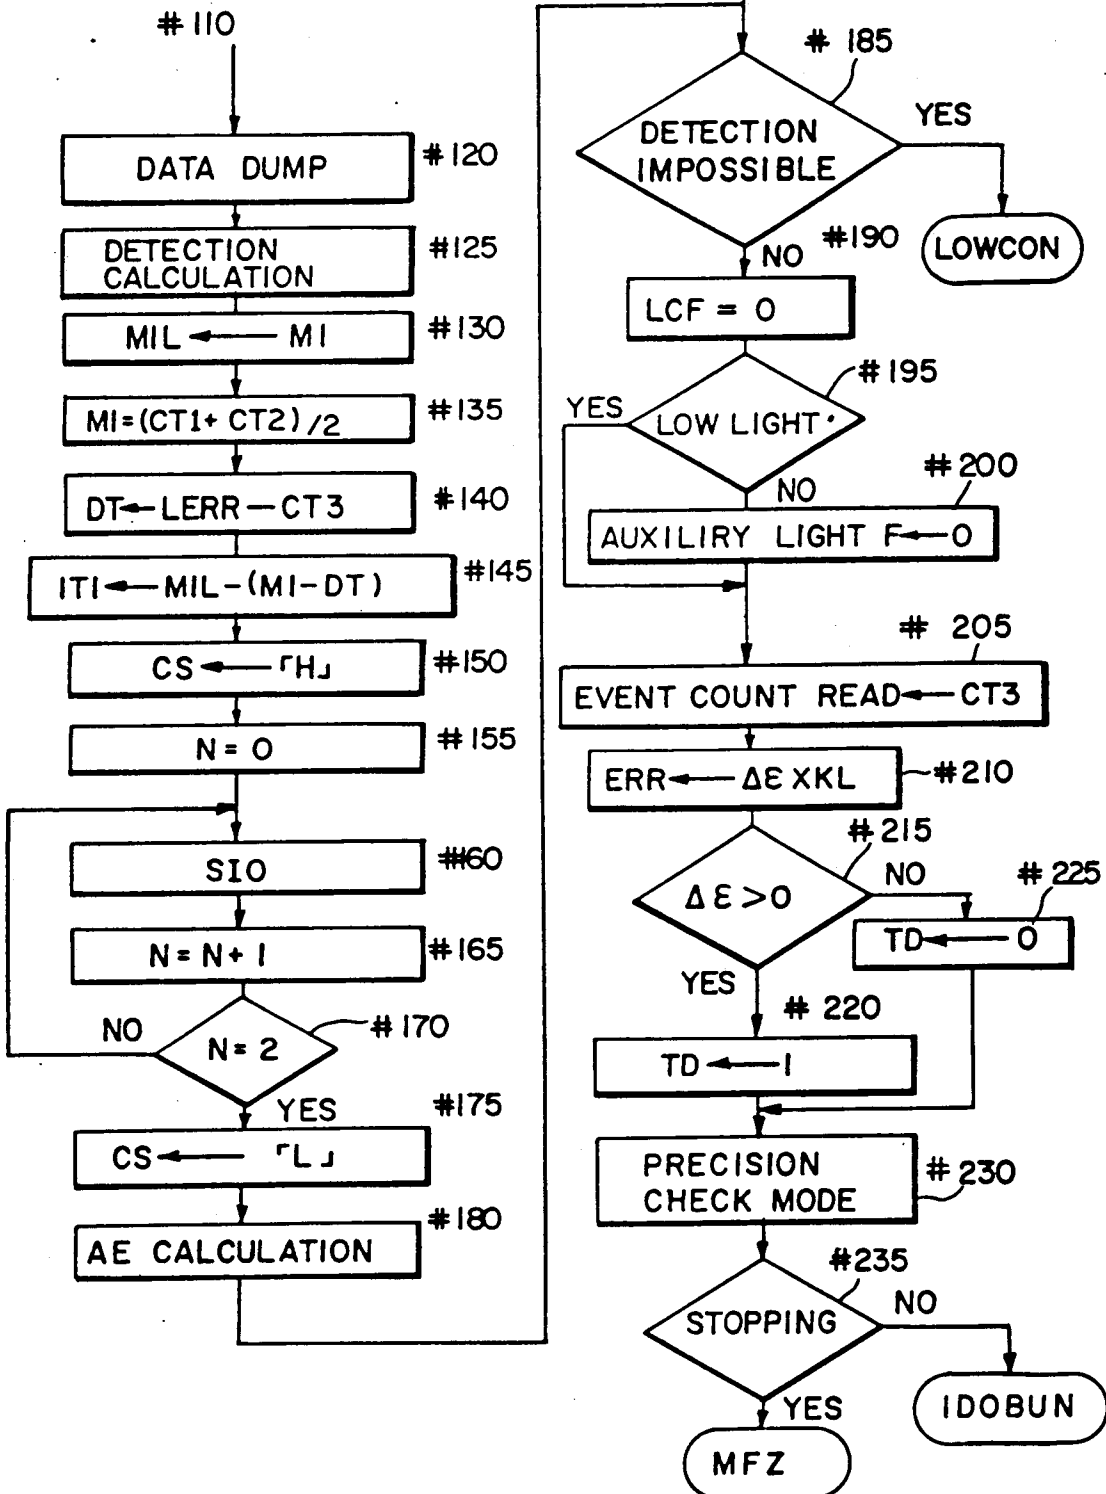 #110
DATA DUMP
#120
DETECTION
CALCULATION
#125
MIL ← MI
#130
MI=(CT1+ CT2)/2
#135
DT←LERR—CT3
#140
ITI←MIL-(MI-DT)
#145
CS ← ｢H｣
#150
N = 0
#155
SIO
#160
N = N + 1
#165
N = 2
#170
NO
YES
#175
CS ← ｢L｣
#180
AE CALCULATION
# 185
DETECTION
IMPOSSIBLE
YES
LOWCON
NO
#190
LCF = 0
#195
YES
LOW LIGHT
NO
#200
AUXILIRY LIGHT F←0
# 205
EVENT COUNT READ←CT3
ERR← Δε XKL
#210
#215
Δε >0
NO
#225
TD← 0
YES
# 220
TD ←1
PRECISION
CHECK MODE
#230
#235
STOPPING
NO
IDOBUN
YES
MFZ